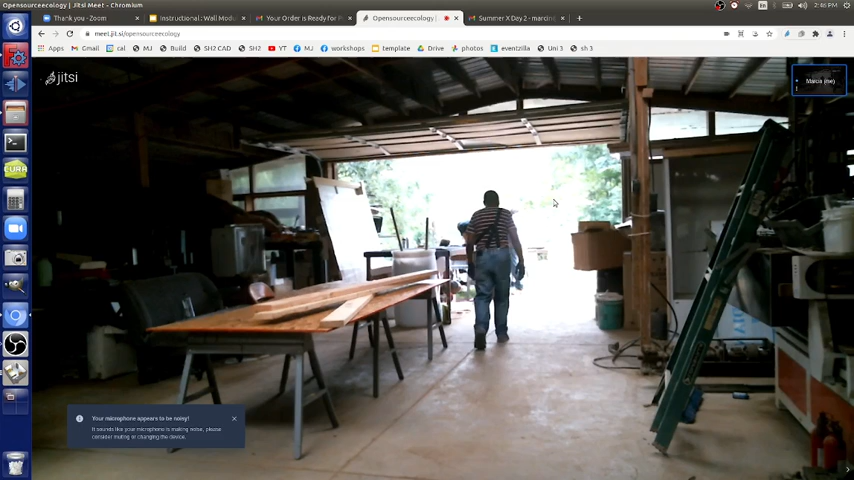 Jitsi Meet - Chromium
2:46 PM
Thank you - Zoom
Instructional: Wall Mod
Your Order is Ready for P
Opensourceecology
Summer X Day 2 - marcin
meet.jit.si/opensourceecology
Apps
Gmail
cal
MJ
Build
SH2 CAD
SH2
YT
MJ
workshops
template
Drive
photos
eventzilla
Uni 3
sh 3
jitsi
Marcin (me)
CURA
Your microphone appears to be noisy!
It sounds like your microphone is making noise, please
consider muting or changing the device.